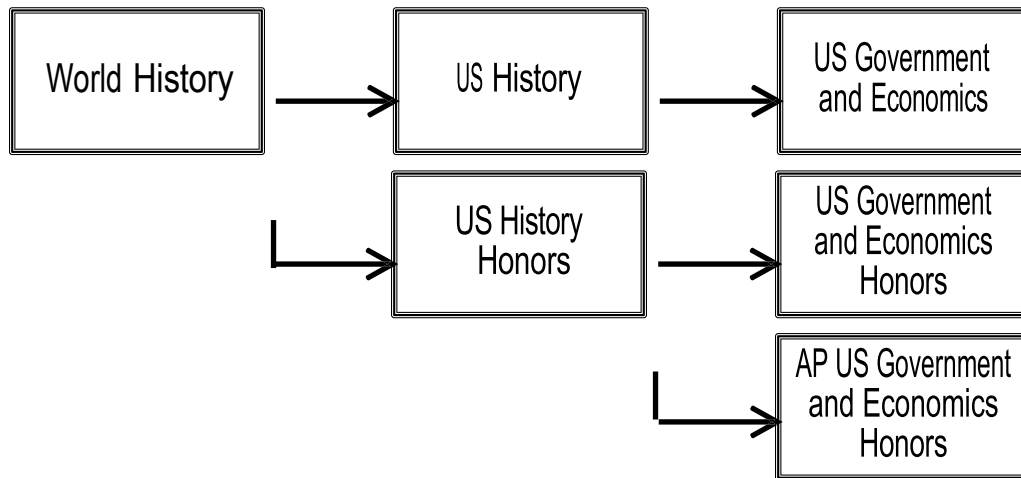 World History
US History
US Government
and Economics
US History
Honors
US Government
and Economics
Honors
AP US Government
and Economics
Honors